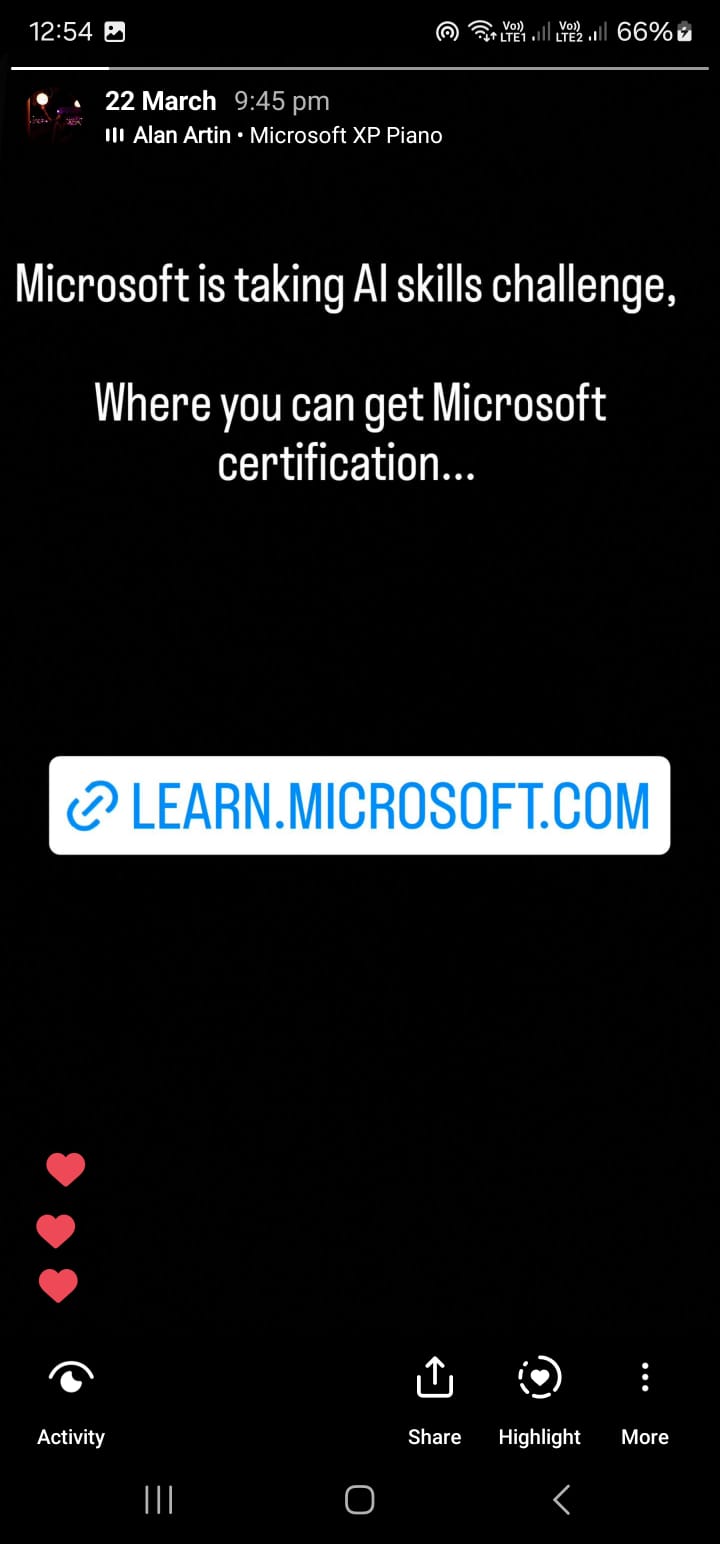 12:54 Vo)) LTE1 Vo)) LTE2 66%
22 March 9:45 pm
Alan Artin • Microsoft XP Piano
Microsoft is taking AI skills challenge,
Where you can get Microsoft
certification...
LEARN.MICROSOFT.COM
Activity Share Highlight More